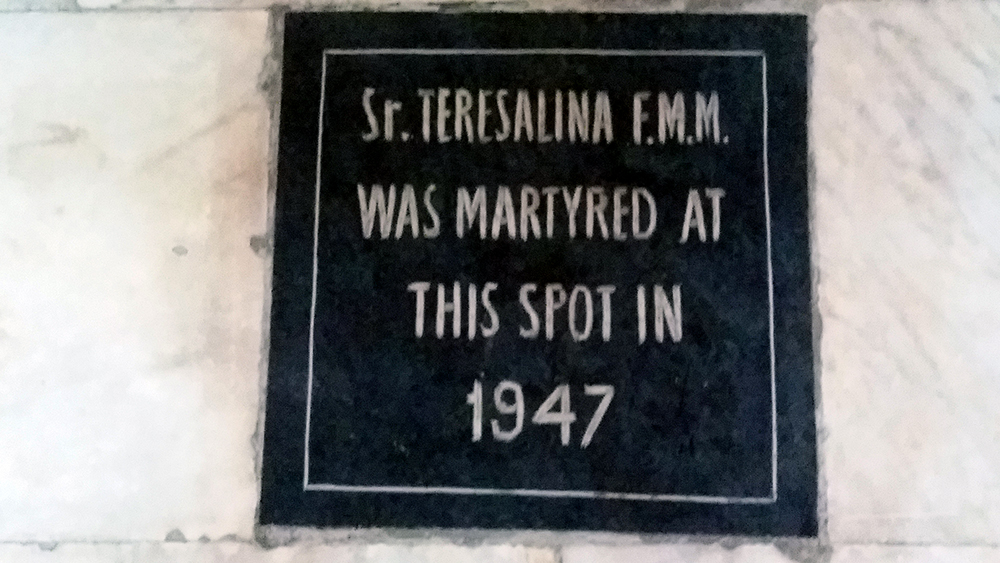 Sr. TERESALINA F.M.M.
WAS MARTYRED AT
THIS SPOT IN
1947